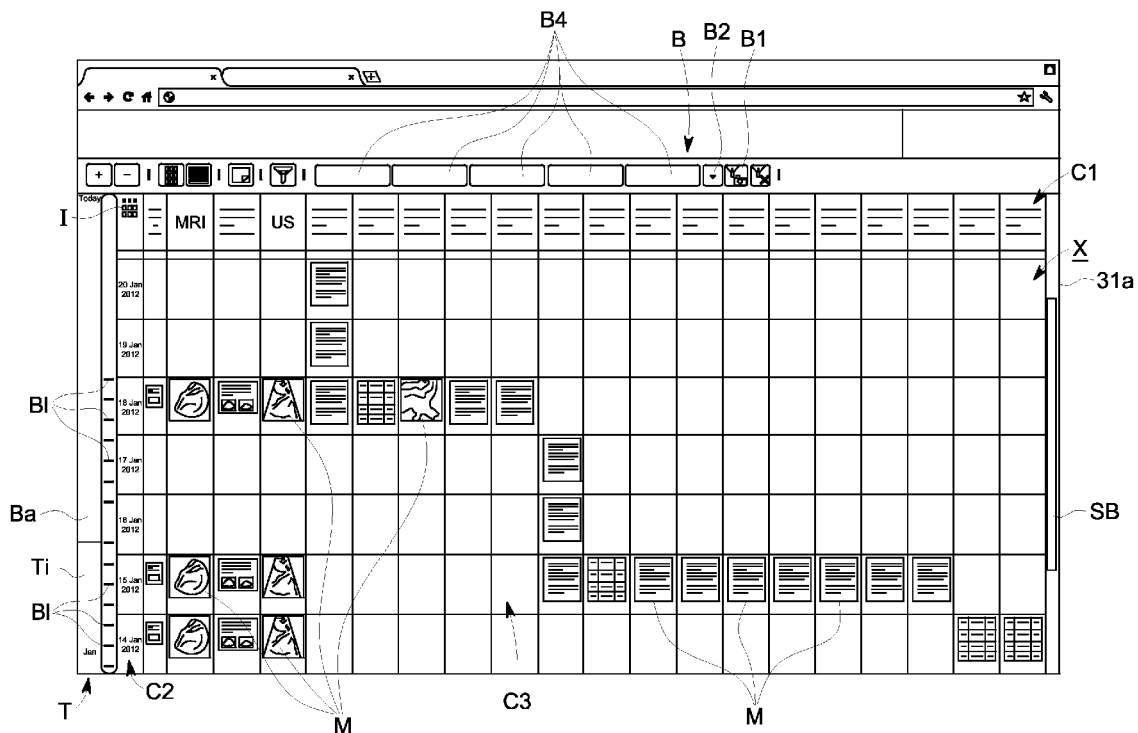 B4
B
B2
B1
+
−
Today
I
MRI
US
C1
X
31a
20 Jan
2012
19 Jan
2012
Bl
18 Jan
2012
17 Jan
2012
Ba
16 Jan
2012
SB
Ti
15 Jan
2012
Bl
Jan
14 Jan
2012
T
C2
M
C3
M